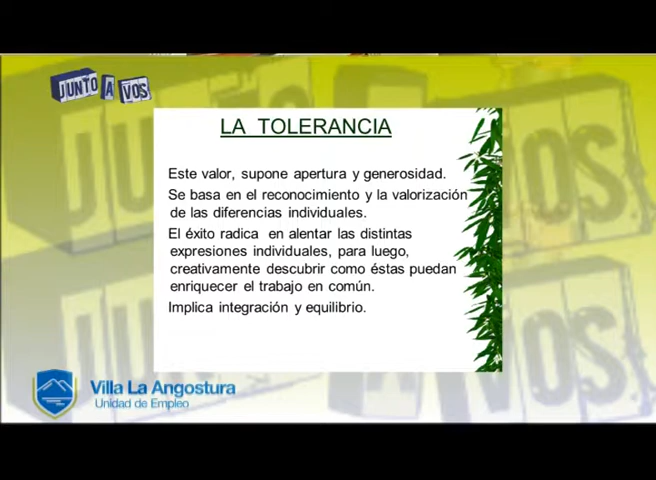 JUNTO A VOS
LA TOLERANCIA
Este valor, supone apertura y generosidad.
Se basa en el reconocimiento y la valorización
de las diferencias individuales.
El éxito radica en alentar las distintas
expresiones individuales, para luego,
creativamente descubrir como éstas puedan
enriquecer el trabajo en común.
Implica integración y equilibrio.
Villa La Angostura
Unidad de Empleo